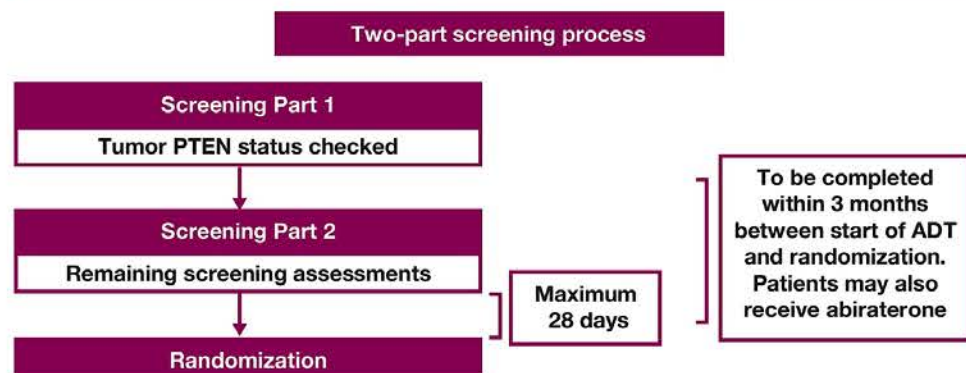 Two-part screening process
Screening Part 1
Tumor PTEN status checked
Screening Part 2
Remaining screening assessments
Maximum
28 days
Randomization
To be completed
within 3 months
between start of ADT
and randomization.
Patients may also
receive abiraterone